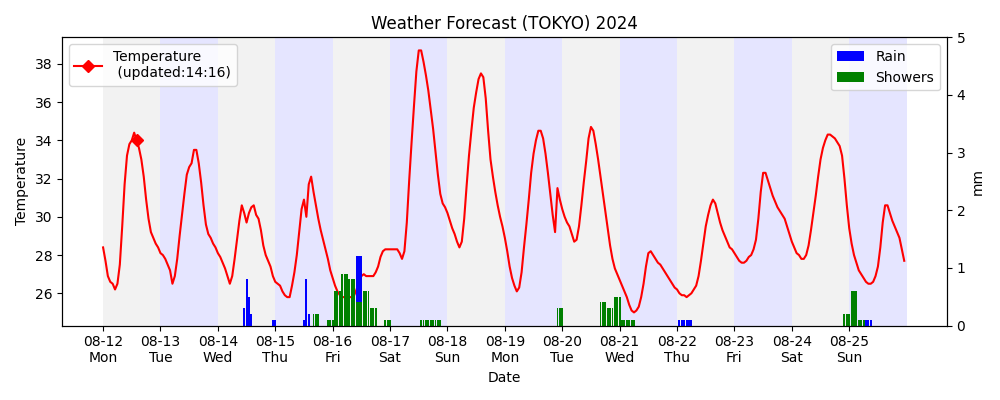 Weather Forecast (TOKYO) 2024
Temperature
(updated:14:16)
Rain
Showers
Temperature
38
36
34
32
30
28
26
5
4
3
2
1
0
mm
08-12 08-13 08-14 08-15 08-16 08-17 08-18 08-19 08-20 08-21 08-22 08-23 08-24 08-25
Mon Tue Wed Thu Fri Sat Sun Mon Tue Wed Thu Fri Sat Sun
Date